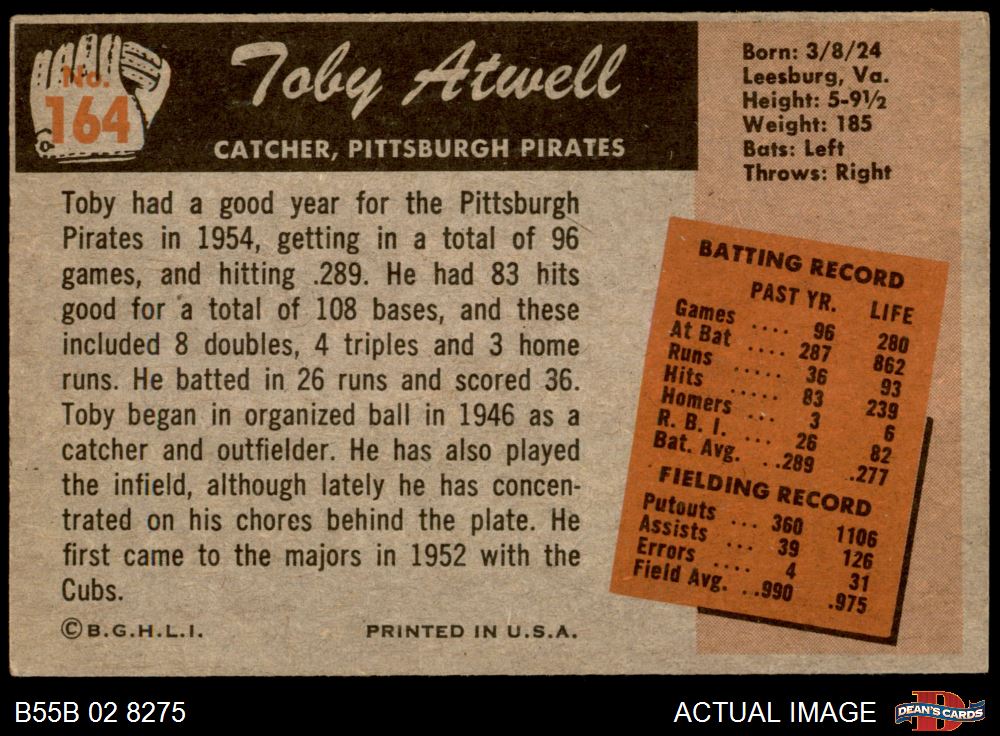 No.
164
Toby Atwell
CATCHER, PITTSBURGH PIRATES
Born: 3/8/24
Leesburg, Va.
Height: 5-9½
Weight: 185
Bats: Left
Throws: Right
Toby had a good year for the Pittsburgh
Pirates in 1954, getting in a total of 96
games, and hitting .289. He had 83 hits
good for a total of 108 bases, and these
included 8 doubles, 4 triples and 3 home
runs. He batted in 26 runs and scored 36.
Toby began in organized ball in 1946 as a
catcher and outfielder. He has also played
the infield, although lately he has concen-
trated on his chores behind the plate. He
first came to the majors in 1952 with the
Cubs.
©B.G.H.L.I. PRINTED IN U.S.A.
BATTING RECORD
PAST YR. LIFE
Games .... 96 280
At Bat .... 287 862
Runs ..... 36 93
Hits ..... 83 239
Homers .... 3 6
R. B. I. ... 26 82
Bat. Avg. ..289 .277
FIELDING RECORD
Putouts ... 360 1106
Assists ... 39 126
Errors .... 4 31
Field Avg. ..990 .975
B55B 02 8275
ACTUAL IMAGE
D
DEAN'S CARDS